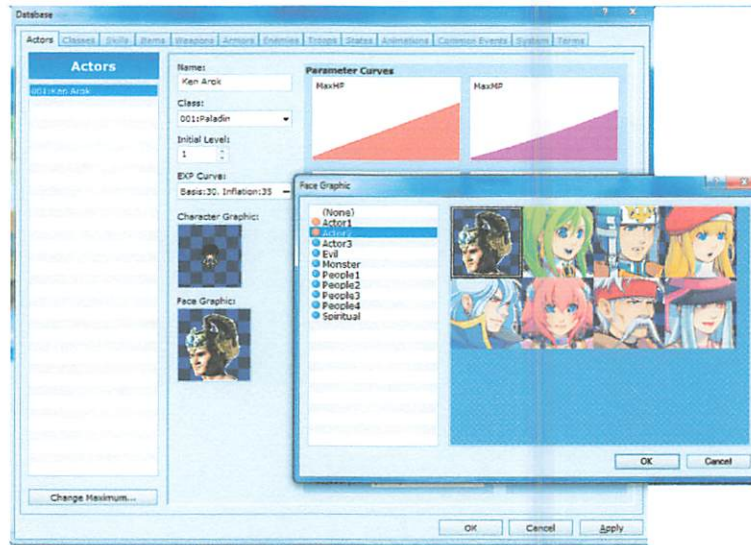 Database
Actors Classes Skills Items Weapons Armors Enemies Troops States Animations Common Events System Terms
Actors
001:Ken Arok
Name:
Ken Arok
Class:
001:Paladin
Initial Level:
1
EXP Curve:
Basis:30, Inflation:35
Character Graphic:
Face Graphic:
Parameter Curves
MaxHP
MaxMP
Face Graphic
(None)
Actor1
Actor2
Actor3
Evil
Monster
People1
People2
People3
People4
Spiritual
OK
Cancel
Change Maximum...
OK
Cancel
Apply